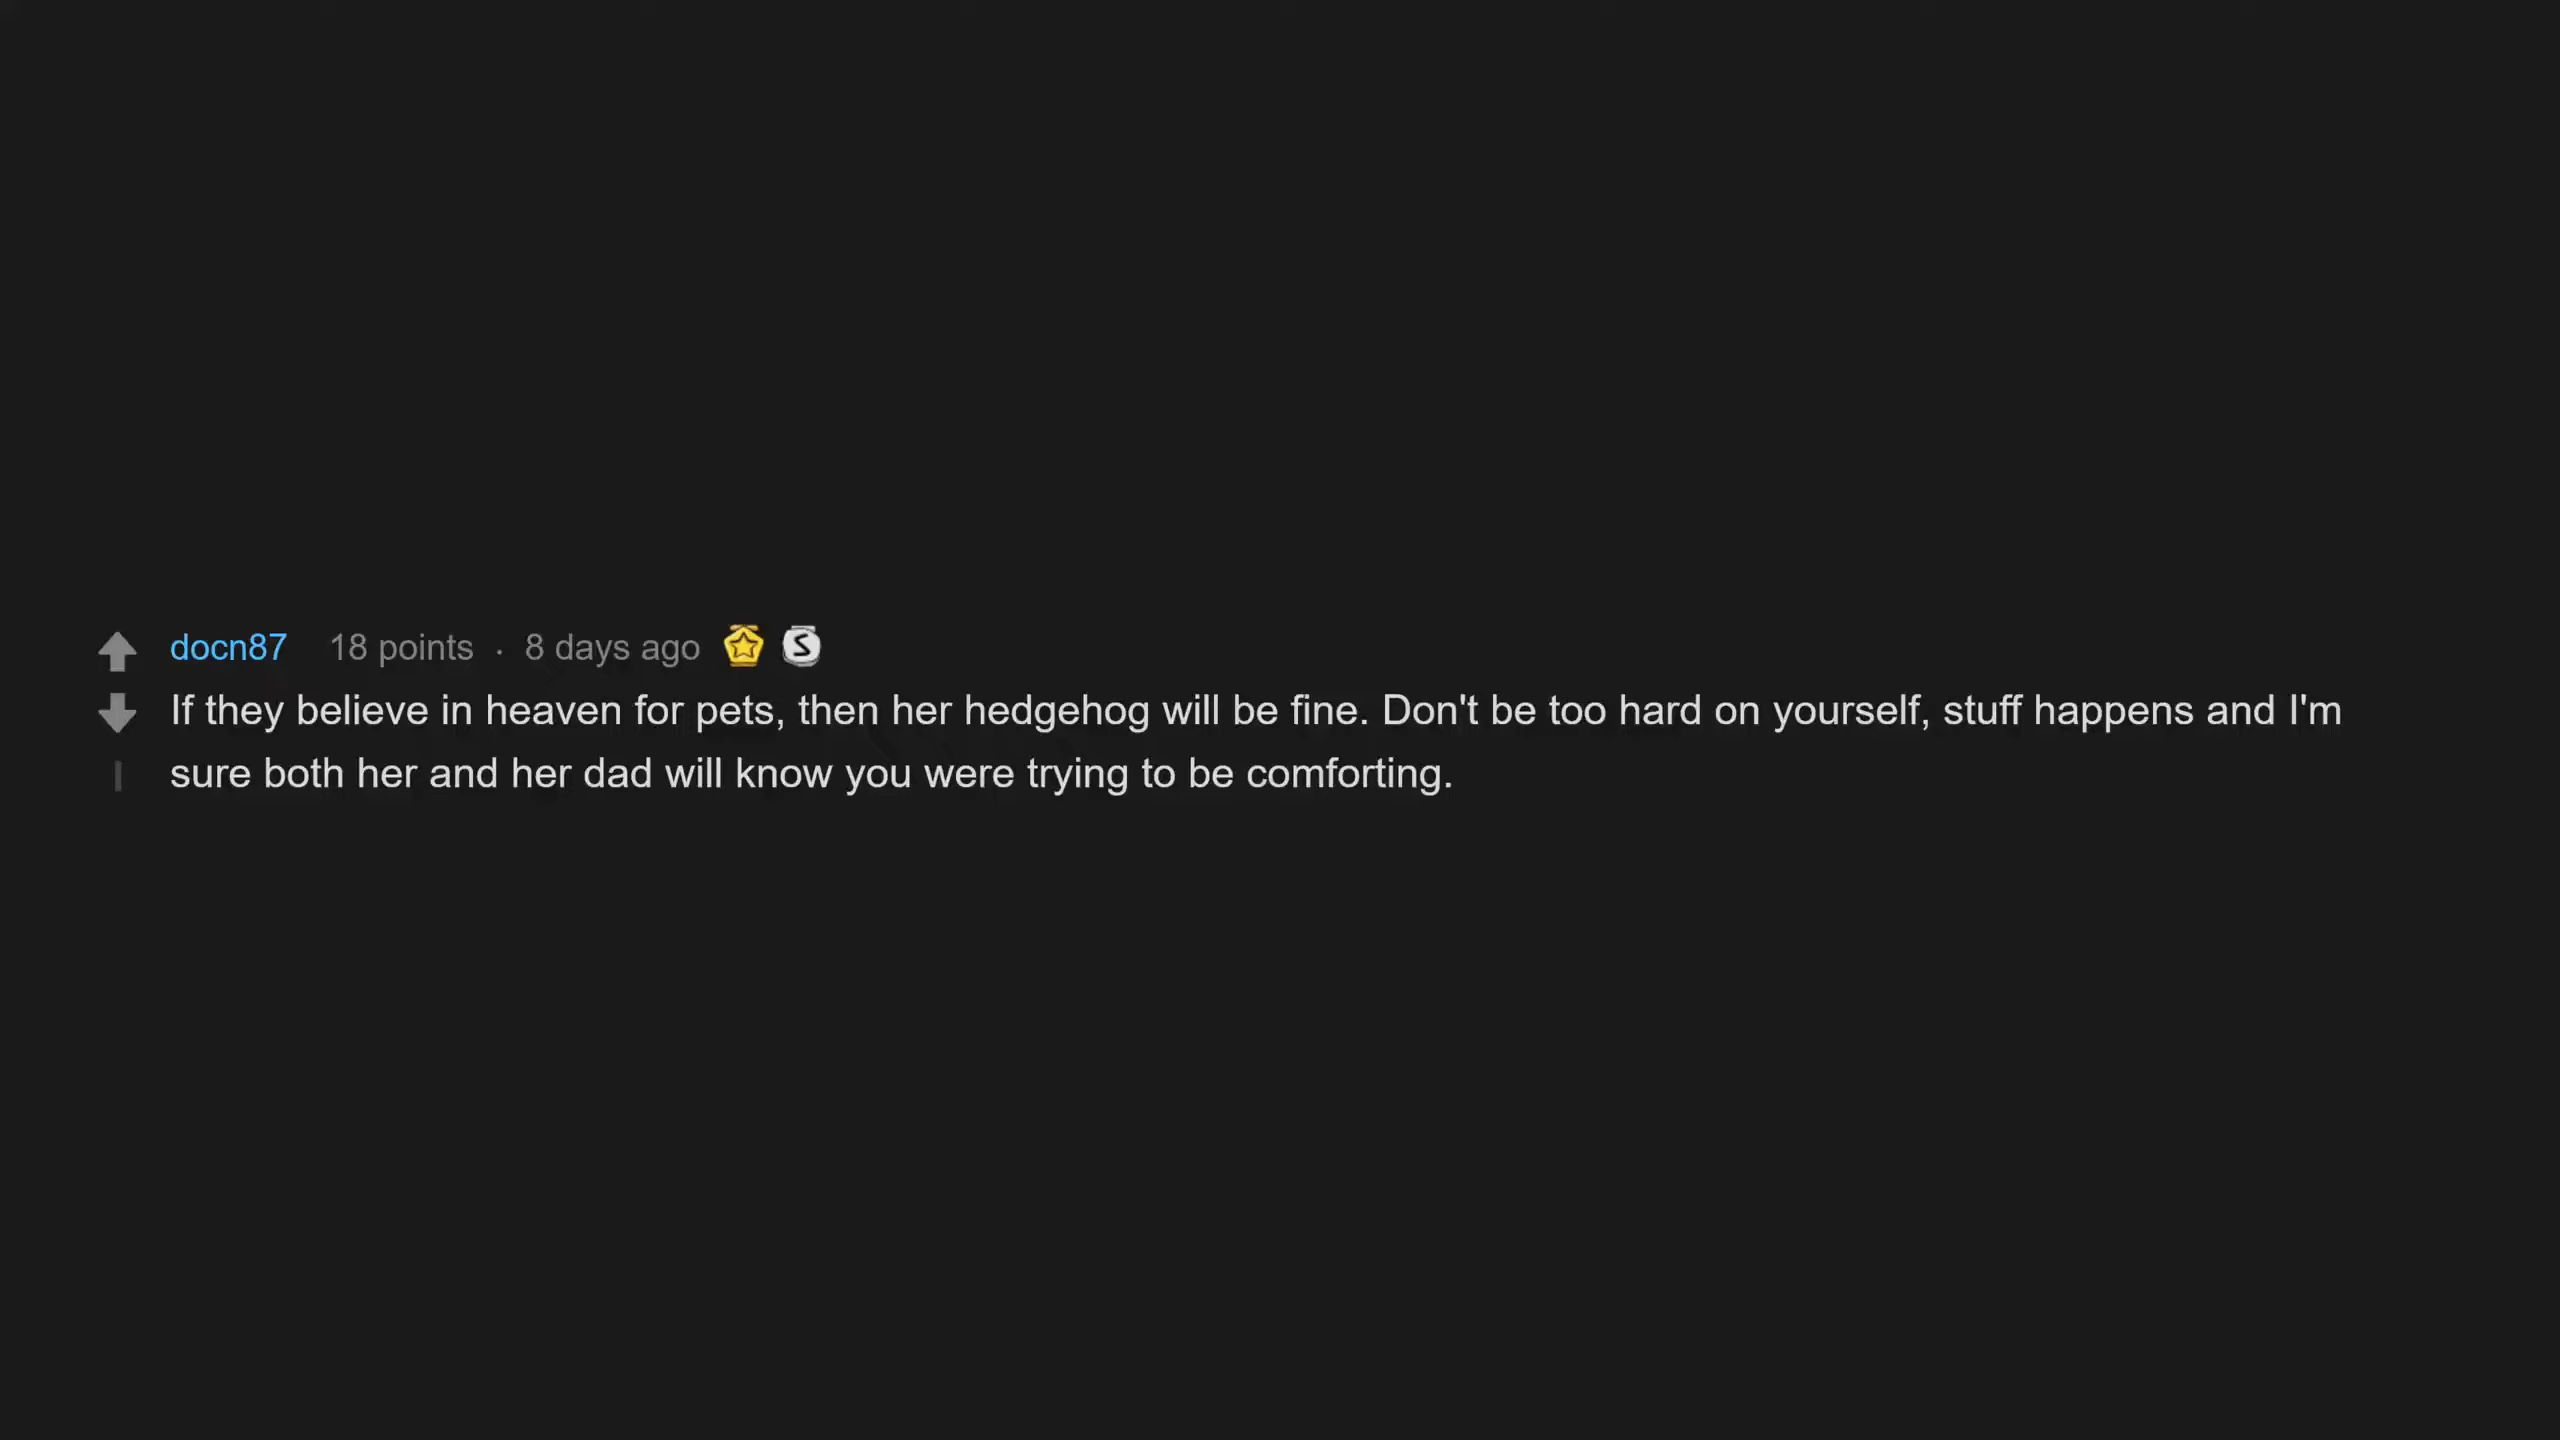 docn87 18 points · 8 days ago S
If they believe in heaven for pets, then her hedgehog will be fine. Don't be too hard on yourself, stuff happens and I'm
sure both her and her dad will know you were trying to be comforting.